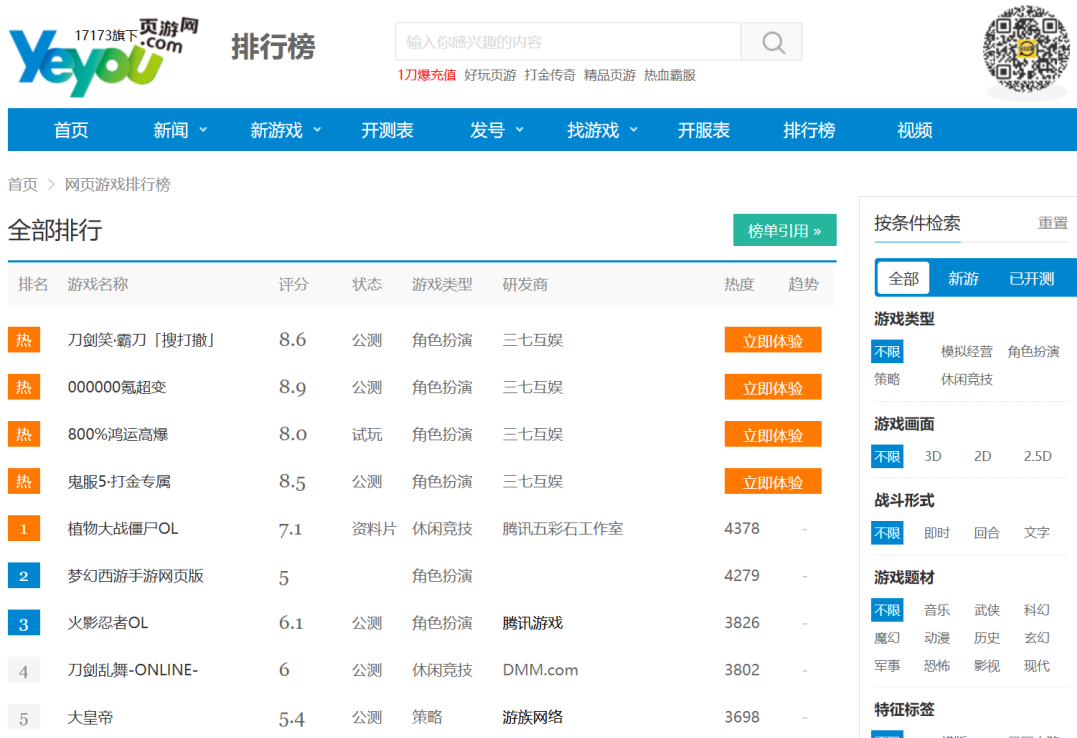 Yeyou.com 17173旗下 页游网
排行榜
输入你感兴趣的内容
1刀爆充值 好玩页游 打金传奇 精品页游 热血霸服
首页 新闻 新游戏 开测表 发号 找游戏 开服表 排行榜 视频
首页 > 网页游戏排行榜
全部排行
榜单引用 »
排名 游戏名称 评分 状态 游戏类型 研发商 热度 趋势
热 刀剑笑·霸刀「搜打撤」 8.6 公测 角色扮演 三七互娱 立即体验
热 000000氪超变 8.9 公测 角色扮演 三七互娱 立即体验
热 800%鸿运高爆 8.0 试玩 角色扮演 三七互娱 立即体验
热 鬼服5·打金专属 8.5 公测 角色扮演 三七互娱 立即体验
1 植物大战僵尸OL 7.1 资料片 休闲竞技 腾讯五彩石工作室 4378 -
2 梦幻西游手游网页版 5 角色扮演 4279 -
3 火影忍者OL 6.1 公测 角色扮演 腾讯游戏 3826 -
4 刀剑乱舞-ONLINE- 6 公测 休闲竞技 DMM.com 3802 -
5 大皇帝 5.4 公测 策略 游族网络 3698 -
按条件检索 重置
全部 新游 已开测
游戏类型
不限 模拟经营 角色扮演
策略 休闲竞技
游戏画面
不限 3D 2D 2.5D
战斗形式
不限 即时 回合 文字
游戏题材
不限 音乐 武侠 科幻
魔幻 动漫 历史 玄幻
军事 恐怖 影视 现代
特征标签